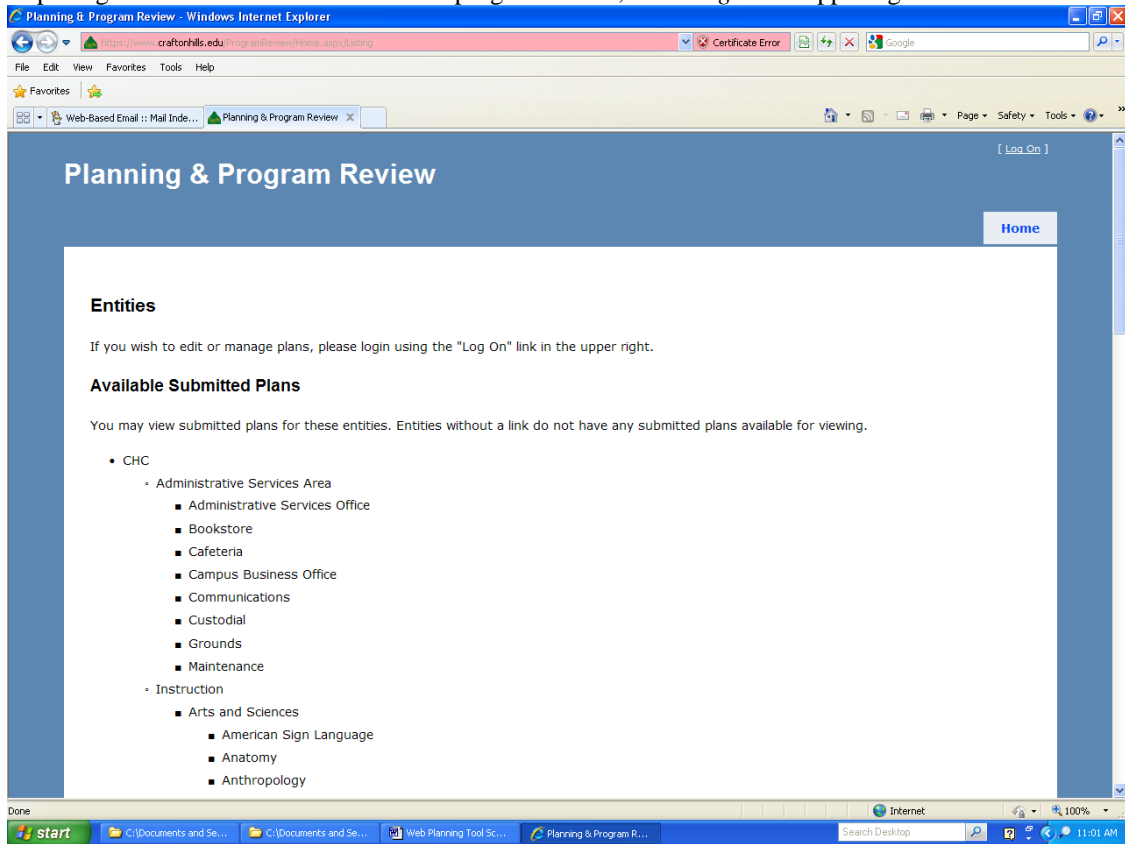 Planning & Program Review - Windows Internet Explorer
https://www.craftonhills.edu/ProgramReview/Home.aspx/Listing
Certificate Error
Google
File Edit View Favorites Tools Help
Favorites
Web-Based Email :: Mail Inde...
Planning & Program Review
Page Safety Tools
[ Log On ]
Planning & Program Review
Home
Entities
If you wish to edit or manage plans, please login using the "Log On" link in the upper right.
Available Submitted Plans
You may view submitted plans for these entities. Entities without a link do not have any submitted plans available for viewing.
• CHC
◦ Administrative Services Area
▪ Administrative Services Office
▪ Bookstore
▪ Cafeteria
▪ Campus Business Office
▪ Communications
▪ Custodial
▪ Grounds
▪ Maintenance
◦ Instruction
▪ Arts and Sciences
▪ American Sign Language
▪ Anatomy
▪ Anthropology
Done
Internet
100%
start
C:\Documents and Se...
C:\Documents and Se...
Web Planning Tool Sc...
Planning & Program R...
Search Desktop
11:01 AM